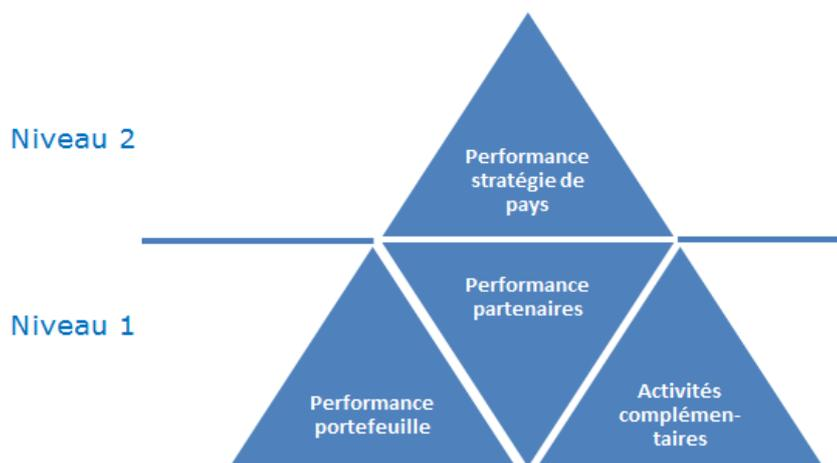 Niveau 2
Performance
stratégie de
pays
Niveau 1
Performance
partenaires
Performance
portefeuille
Activités
complémen-
taires